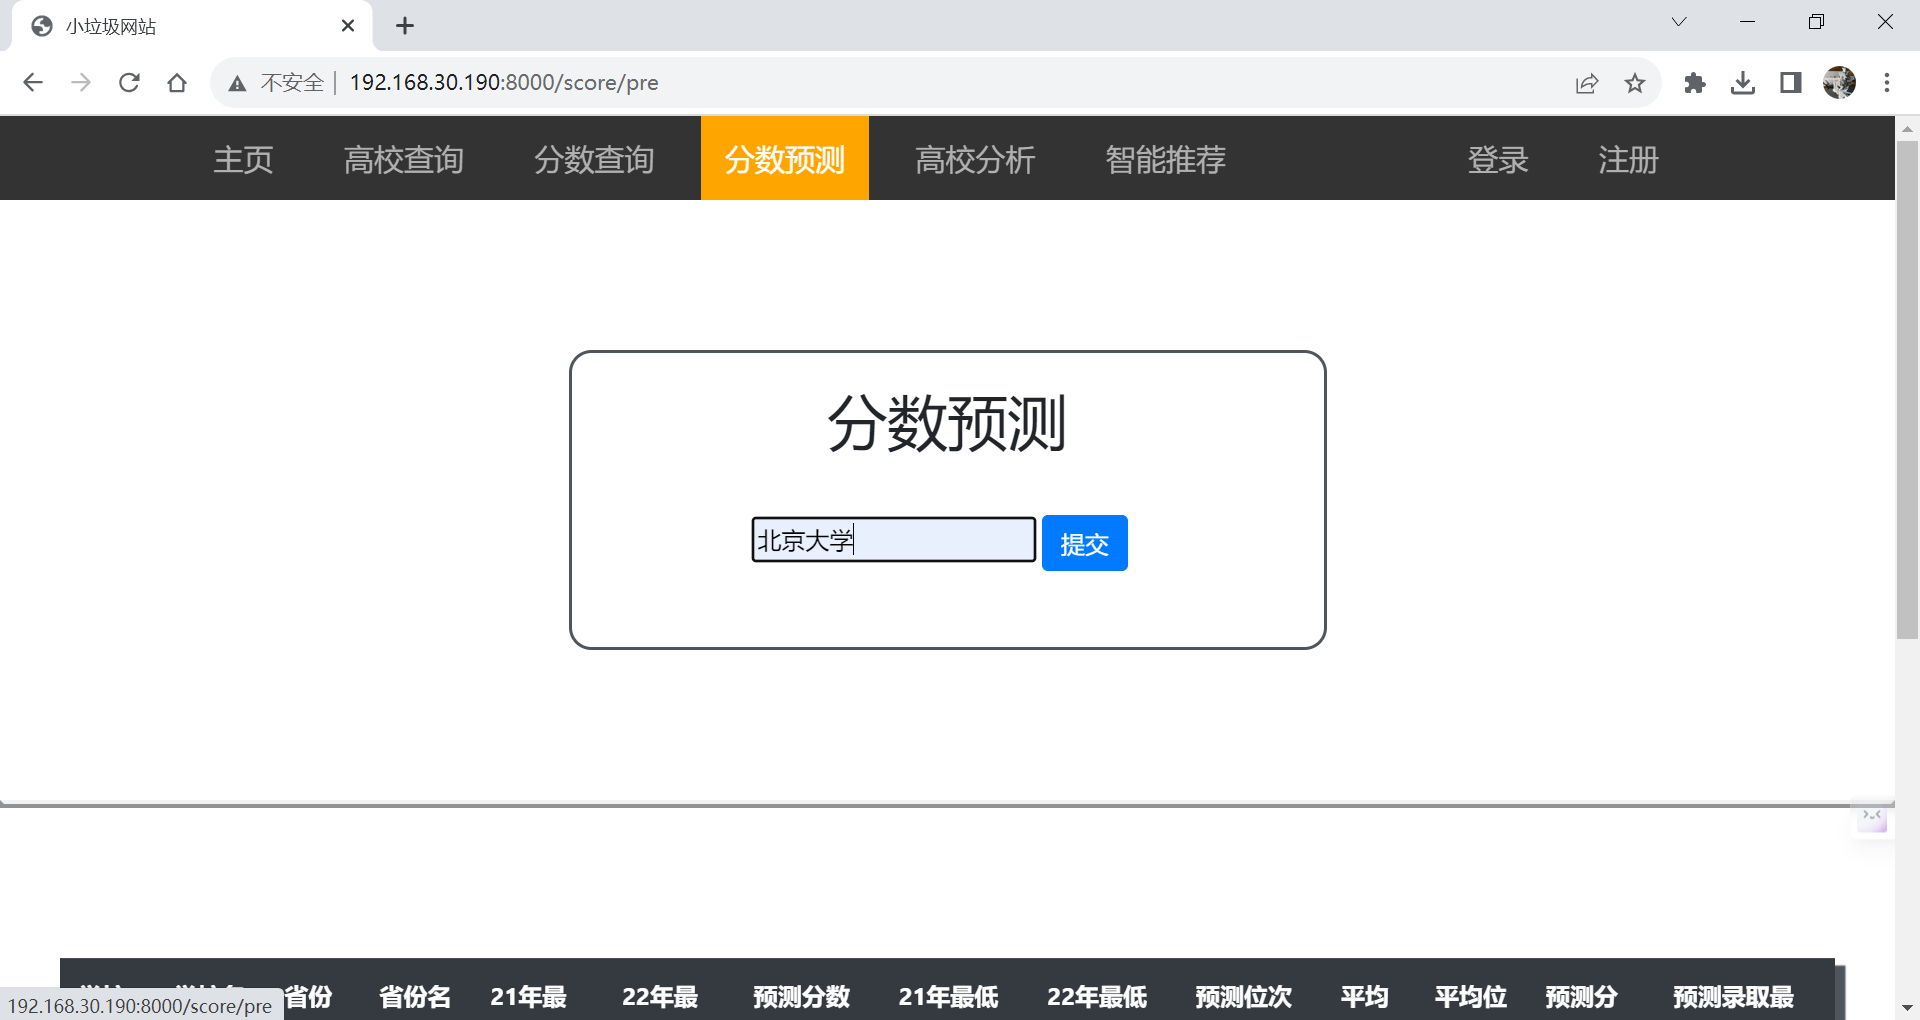 小垃圾网站
不安全 192.168.30.190:8000/score/pre
主页 高校查询 分数查询 分数预测 高校分析 智能推荐 登录 注册
分数预测
北京大学 提交
省份 省份名 21年最 22年最 预测分数 21年最低 22年最低 预测位次 平均 平均位 预测分 预测录取最
192.168.30.190:8000/score/pre